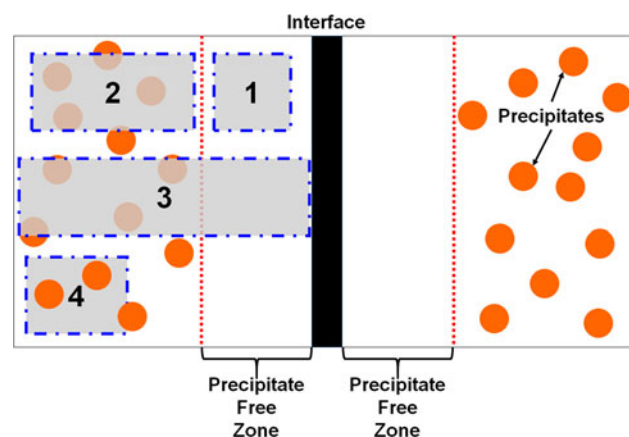 Interface
2
1
Precipitates
3
4
Precipitate
Free
Zone
Precipitate
Free
Zone